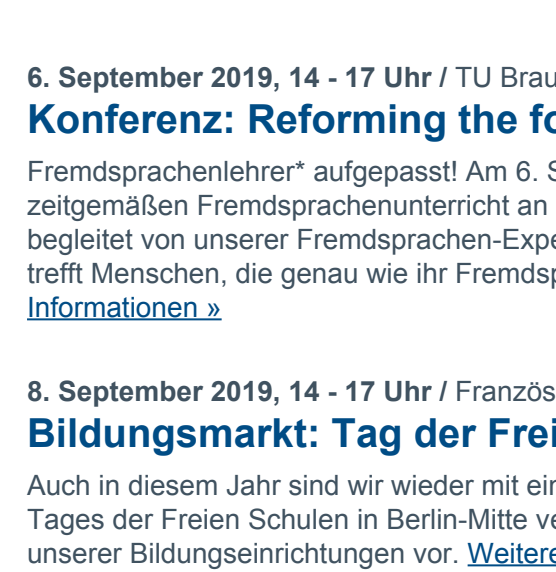 6. September 2019, 14 - 17 Uhr / TU Brau
Konferenz: Reforming the fo
Fremdsprachenlehrer* aufgepasst! Am 6. S
zeitgemäßen Fremdsprachenunterricht an
begleitet von unserer Fremdsprachen-Expe
trefft Menschen, die genau wie ihr Fremdsp
Informationen »
8. September 2019, 14 - 17 Uhr / Französ
Bildungsmarkt: Tag der Frei
Auch in diesem Jahr sind wir wieder mit ein
Tages der Freien Schulen in Berlin-Mitte ve
unserer Bildungseinrichtungen vor. Weitere